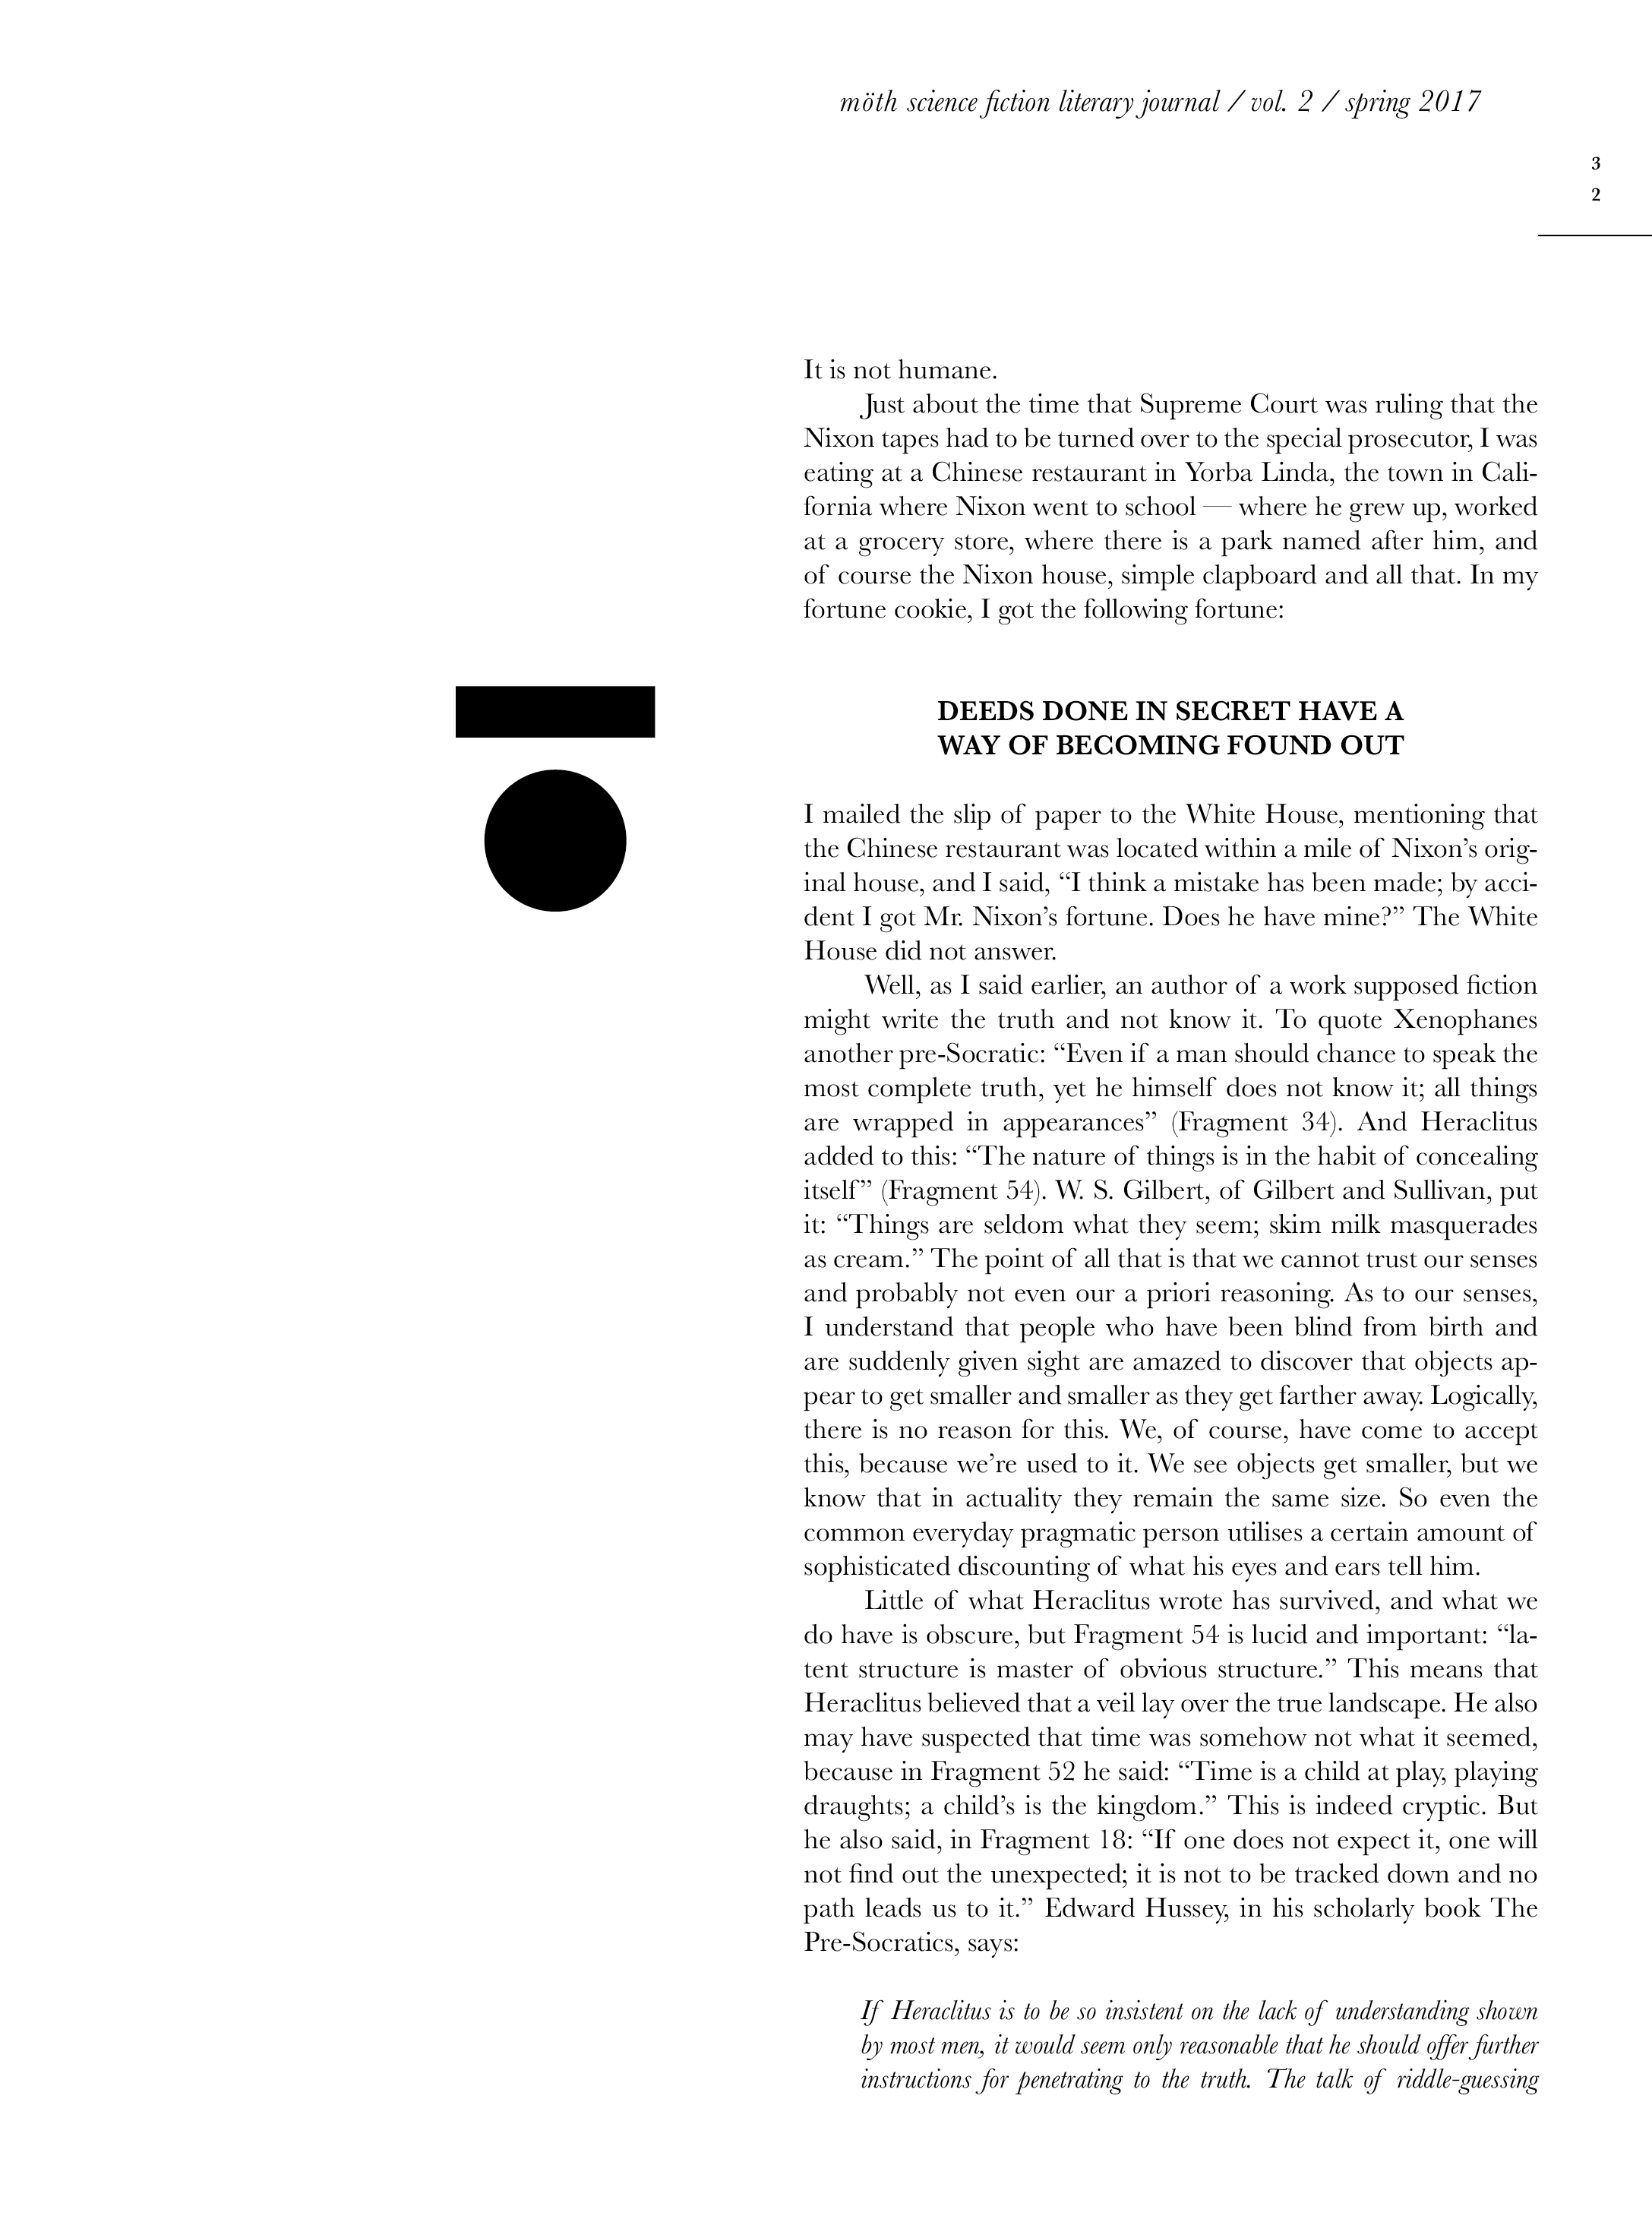 möth science fiction literary journal / vol. 2 / spring 2017
3
2
It is not humane.
Just about the time that Supreme Court was ruling that the
Nixon tapes had to be turned over to the special prosecutor, I was
eating at a Chinese restaurant in Yorba Linda, the town in Cali-
fornia where Nixon went to school — where he grew up, worked
at a grocery store, where there is a park named after him, and
of course the Nixon house, simple clapboard and all that. In my
fortune cookie, I got the following fortune:
DEEDS DONE IN SECRET HAVE A
WAY OF BECOMING FOUND OUT
I mailed the slip of paper to the White House, mentioning that
the Chinese restaurant was located within a mile of Nixon’s orig-
inal house, and I said, “I think a mistake has been made; by acci-
dent I got Mr. Nixon’s fortune. Does he have mine?” The White
House did not answer.
Well, as I said earlier, an author of a work supposed fiction
might write the truth and not know it. To quote Xenophanes
another pre-Socratic: “Even if a man should chance to speak the
most complete truth, yet he himself does not know it; all things
are wrapped in appearances” (Fragment 34). And Heraclitus
added to this: “The nature of things is in the habit of concealing
itself” (Fragment 54). W. S. Gilbert, of Gilbert and Sullivan, put
it: “Things are seldom what they seem; skim milk masquerades
as cream.” The point of all that is that we cannot trust our senses
and probably not even our a priori reasoning. As to our senses,
I understand that people who have been blind from birth and
are suddenly given sight are amazed to discover that objects ap-
pear to get smaller and smaller as they get farther away. Logically,
there is no reason for this. We, of course, have come to accept
this, because we’re used to it. We see objects get smaller, but we
know that in actuality they remain the same size. So even the
common everyday pragmatic person utilises a certain amount of
sophisticated discounting of what his eyes and ears tell him.
Little of what Heraclitus wrote has survived, and what we
do have is obscure, but Fragment 54 is lucid and important: “la-
tent structure is master of obvious structure.” This means that
Heraclitus believed that a veil lay over the true landscape. He also
may have suspected that time was somehow not what it seemed,
because in Fragment 52 he said: “Time is a child at play, playing
draughts; a child’s is the kingdom.” This is indeed cryptic. But
he also said, in Fragment 18: “If one does not expect it, one will
not find out the unexpected; it is not to be tracked down and no
path leads us to it.” Edward Hussey, in his scholarly book The
Pre-Socratics, says:
If Heraclitus is to be so insistent on the lack of understanding shown
by most men, it would seem only reasonable that he should offer further
instructions for penetrating to the truth. The talk of riddle-guessing